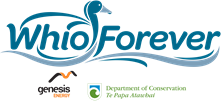 Whio Forever
genesis
ENERGY
Department of Conservation
Te Papa Atawhai